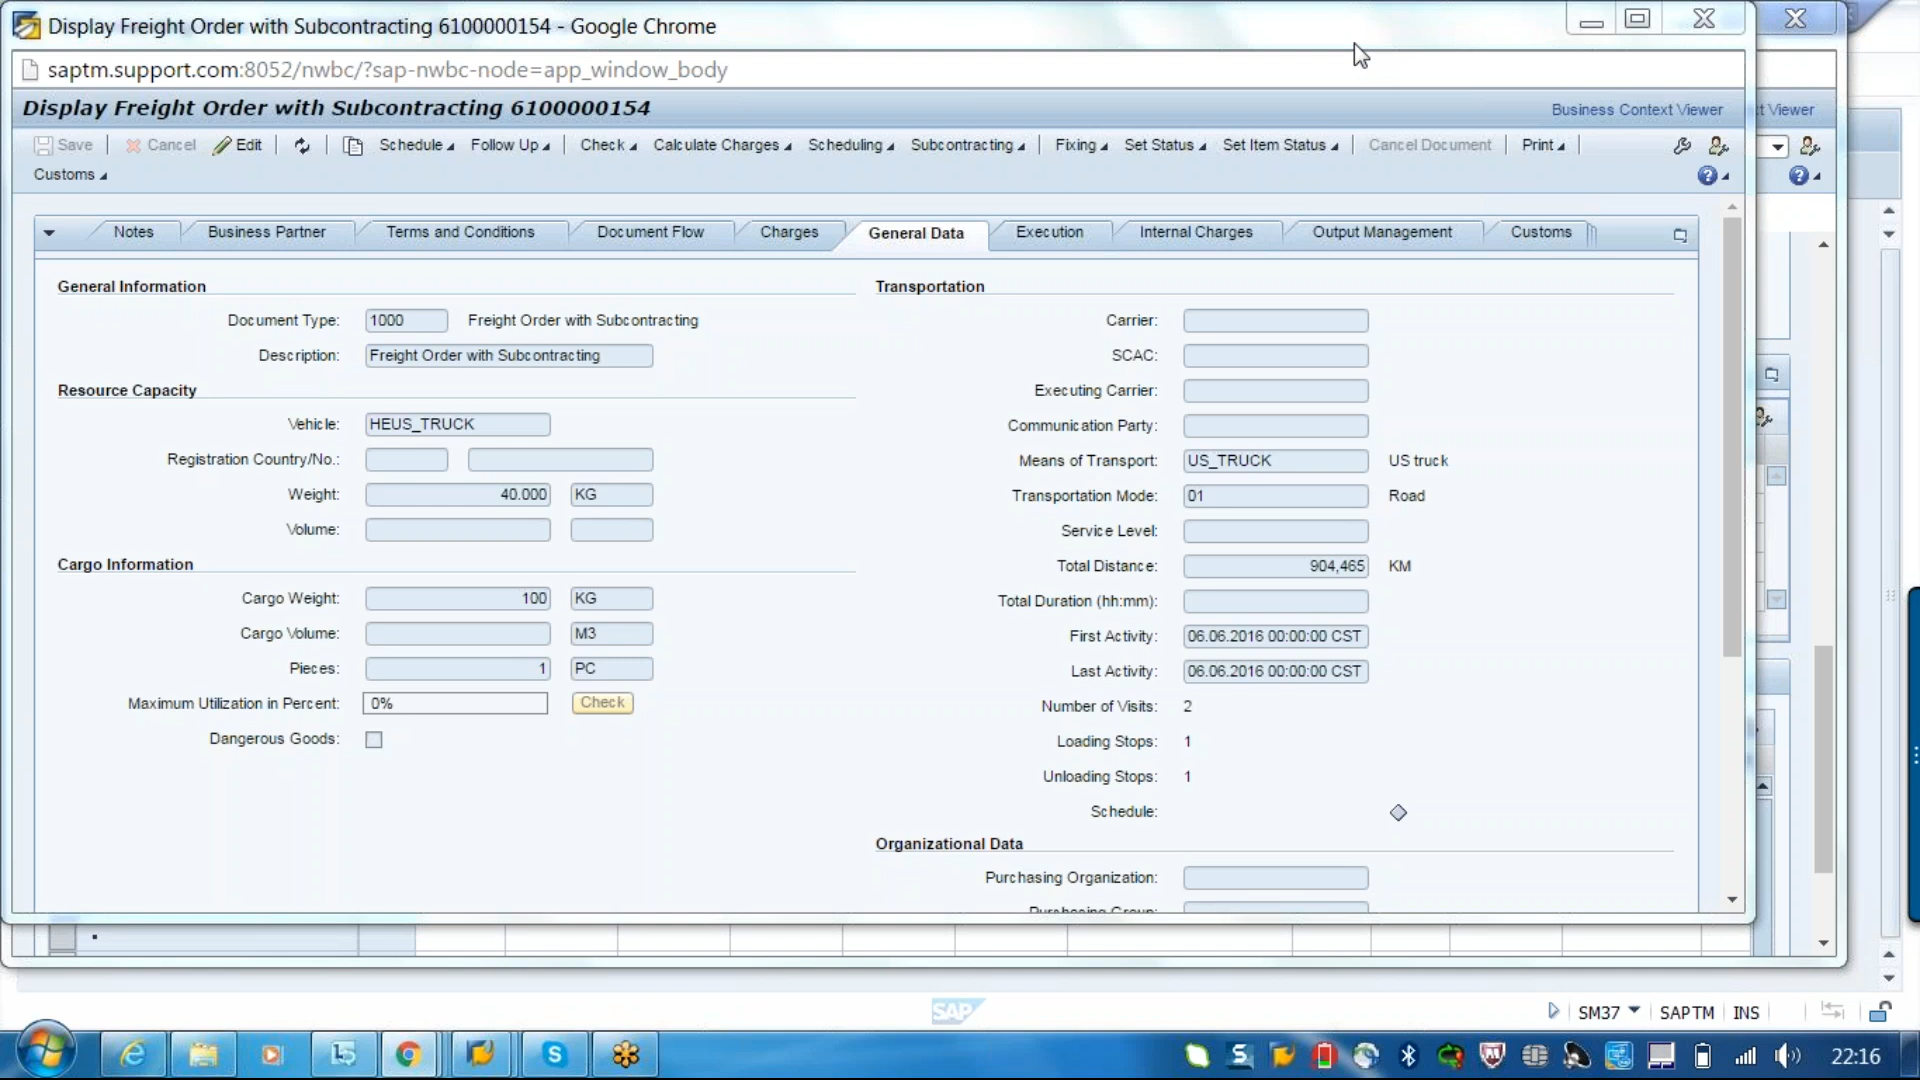 Display Freight Order with Subcontracting 6100000154 - Google Chrome
saptm.support.com:8052/nwbc/?sap-nwbc-node=app_window_body
Display Freight Order with Subcontracting 6100000154
Business Context Viewer
t Viewer
Save Cancel Edit Schedule Follow Up Check Calculate Charges Scheduling Subcontracting Fixing Set Status Set Item Status Cancel Document Print
Customs
Notes Business Partner Terms and Conditions Document Flow Charges General Data Execution Internal Charges Output Management Customs
General Information
Document Type: 1000 Freight Order with Subcontracting
Description: Freight Order with Subcontracting
Resource Capacity
Vehicle: HEUS_TRUCK
Registration Country/No.:
Weight: 40.000 KG
Volume:
Cargo Information
Cargo Weight: 100 KG
Cargo Volume: M3
Pieces: 1 PC
Maximum Utilization in Percent: 0% Check
Dangerous Goods:
Transportation
Carrier:
SCAC:
Executing Carrier:
Communication Party:
Means of Transport: US_TRUCK US truck
Transportation Mode: 01 Road
Service Level:
Total Distance: 904,465 KM
Total Duration (hh:mm):
First Activity: 06.06.2016 00:00:00 CST
Last Activity: 06.06.2016 00:00:00 CST
Number of Visits: 2
Loading Stops: 1
Unloading Stops: 1
Schedule:
Organizational Data
Purchasing Organization:
Purchasing Group:
SAP
SM37 SAPTM INS
22:16